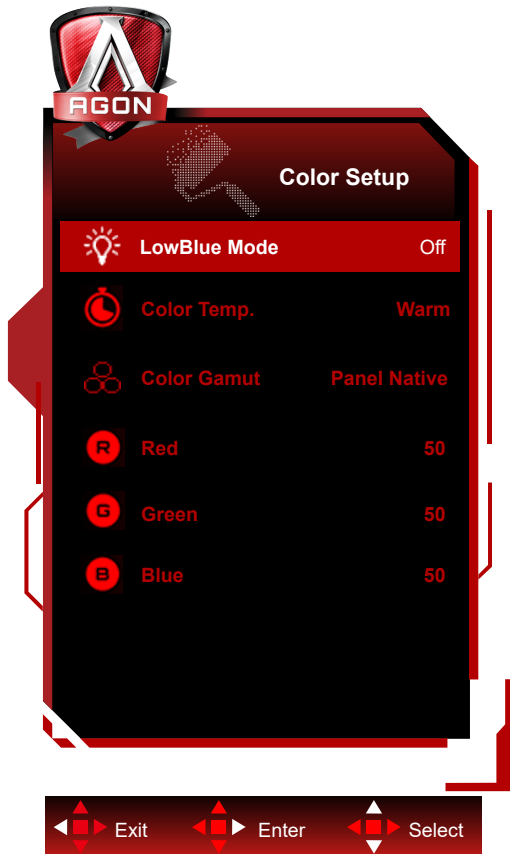 AGON
Color Setup
LowBlue Mode Off
Color Temp. Warm
Color Gamut Panel Native
R Red 50
G Green 50
B Blue 50
Exit Enter Select